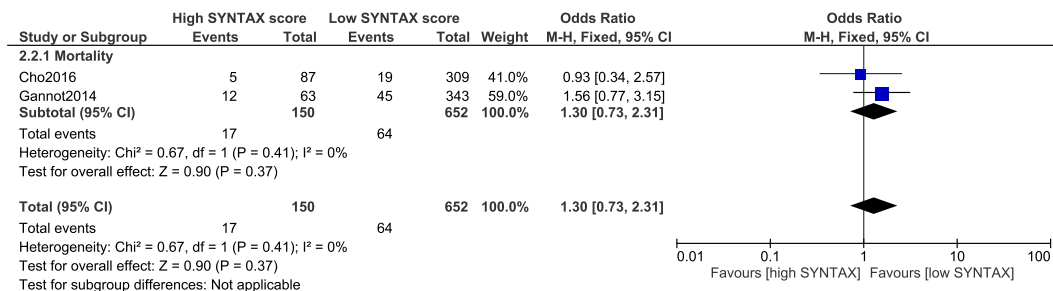 High SYNTAX score Low SYNTAX score Odds Ratio Odds Ratio
Study or Subgroup Events Total Events Total Weight M-H, Fixed, 95% CI M-H, Fixed, 95% CI
2.2.1 Mortality
Cho2016 5 87 19 309 41.0% 0.93 [0.34, 2.57]
Gannot2014 12 63 45 343 59.0% 1.56 [0.77, 3.15]
Subtotal (95% CI) 150 652 100.0% 1.30 [0.73, 2.31]
Total events 17 64
Heterogeneity: Chi² = 0.67, df = 1 (P = 0.41); I² = 0%
Test for overall effect: Z = 0.90 (P = 0.37)
Total (95% CI) 150 652 100.0% 1.30 [0.73, 2.31]
Total events 17 64
Heterogeneity: Chi² = 0.67, df = 1 (P = 0.41); I² = 0%
Test for overall effect: Z = 0.90 (P = 0.37)
Test for subgroup differences: Not applicable
0.01 0.1 1 10 100
Favours [high SYNTAX] Favours [low SYNTAX]